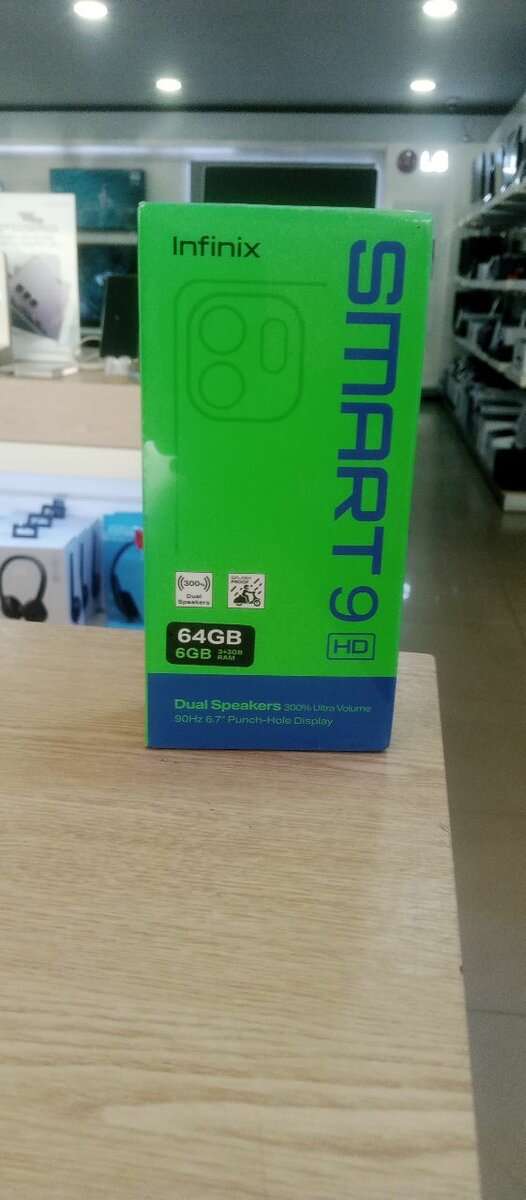 LG
Infinix
SMART 9
HD
300%
Dual
Speakers
SPLASH
PROOF
64GB
6GB 3+3GB
RAM
Dual Speakers 300% Ultra Volume
90Hz 6.7" Punch-Hole Display